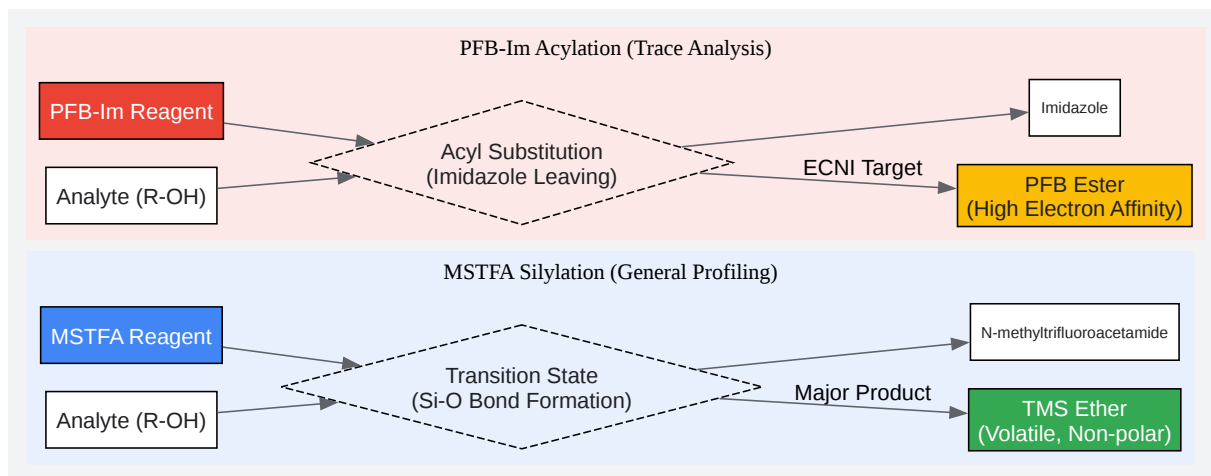 PFB-Im Acylation (Trace Analysis)
PFB-Im Reagent
Analyte (R-OH)
Acyl Substitution
(Imidazole Leaving)
Imidazole
ECNI Target
PFB Ester
(High Electron Affinity)
MSTFA Silylation (General Profiling)
MSTFA Reagent
Analyte (R-OH)
Transition State
(Si-O Bond Formation)
N-methyltrifluoroacetamide
Major Product
TMS Ether
(Volatile, Non-polar)